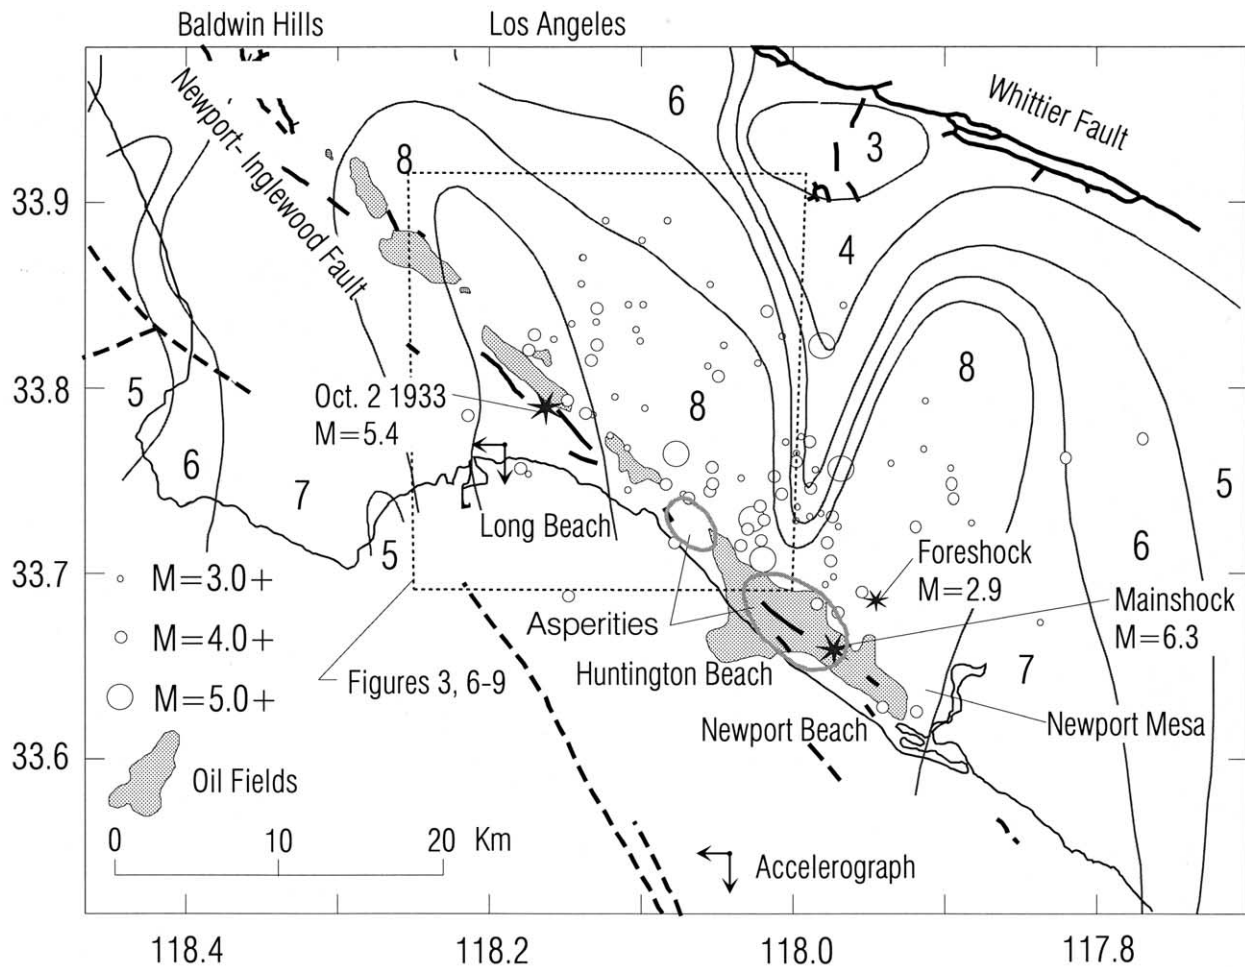 Baldwin Hills
Los Angeles
Newport- Inglewood Fault
Whittier Fault
6
3
8
33.9
4
8
33.8
5
Oct. 2 1933
M=5.4
8
6
7
5
Long Beach
5
Foreshock
M=2.9
6
33.7
M=3.0+
Asperities
Mainshock
M=6.3
M=4.0+
Huntington Beach
7
M=5.0+
Figures 3, 6-9
Newport Beach
Newport Mesa
33.6
Oil Fields
0 10 20 Km
Accelerograph
118.4 118.2 118.0 117.8